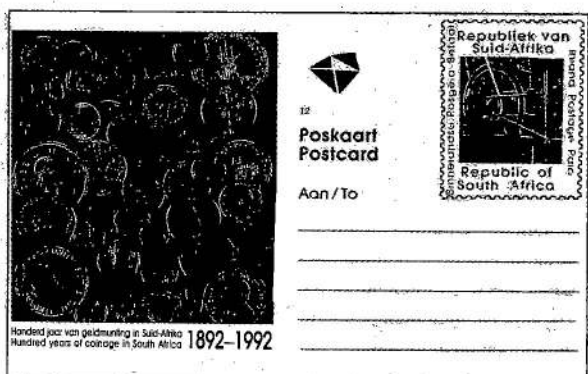 Honderd jaar van geldmunting in Suid-Afrika
Hundred years of coinage in South Africa
1892–1992
12
Poskaart
Postcard
Aan/To
Republiek van
Suid-Afrika
Binnelandse Posgeld Betaal
Inland Postage Paid
Republic of
South Africa